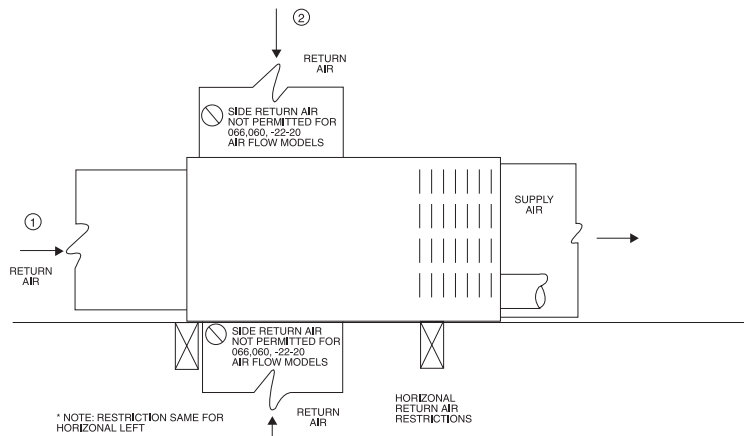 2
RETURN
AIR
SIDE RETURN AIR
NOT PERMITTED FOR
066,060, -22-20
AIR FLOW MODELS
1
RETURN
AIR
SUPPLY
AIR
SIDE RETURN AIR
NOT PERMITTED FOR
066,060, -22-20
AIR FLOW MODELS
* NOTE: RESTRICTION SAME FOR
HORIZONAL LEFT
RETURN
AIR
HORIZONAL
RETURN AIR
RESTRICTIONS